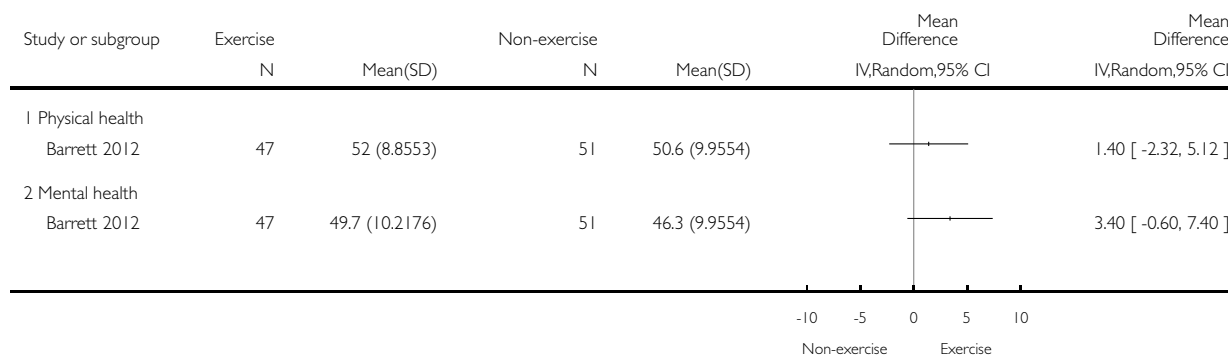 Study or subgroup Exercise Non-exercise Mean Difference Mean Difference
N Mean(SD) N Mean(SD) IV,Random,95% CI IV,Random,95% CI
1 Physical health
Barrett 2012 47 52 (8.8553) 51 50.6 (9.9554) 1.40 [ -2.32, 5.12 ]
2 Mental health
Barrett 2012 47 49.7 (10.2176) 51 46.3 (9.9554) 3.40 [ -0.60, 7.40 ]
-10 -5 0 5 10
Non-exercise Exercise